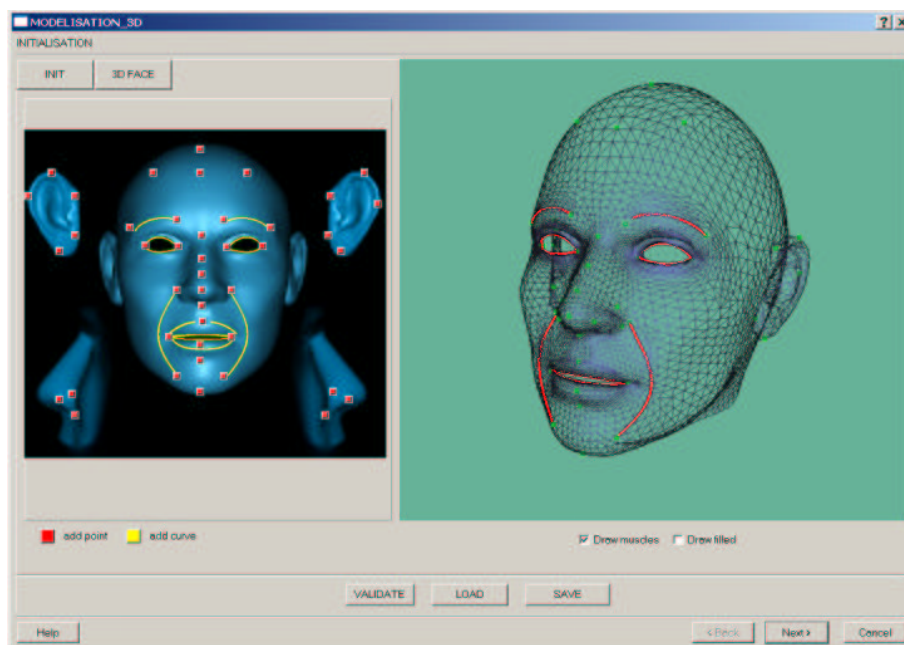 MODELISATION_3D
INITIALISATION
INIT 3D FACE
add point add curve
Draw muscles Draw filled
VALIDATE LOAD SAVE
Help < Back Next > Cancel